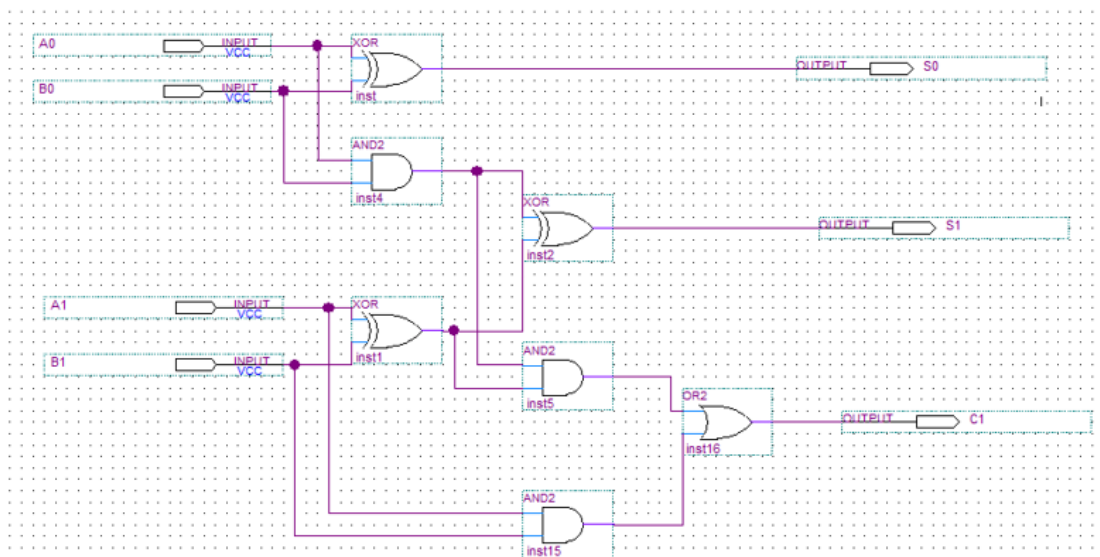 A0 INPUT VCC
XOR
inst
OUTPUT S0
B0 INPUT VCC
AND2
inst4
XOR
inst2
OUTPUT S1
A1 INPUT VCC
XOR
inst1
B1 INPUT VCC
AND2
inst5
OR2
inst16
OUTPUT C1
AND2
inst15